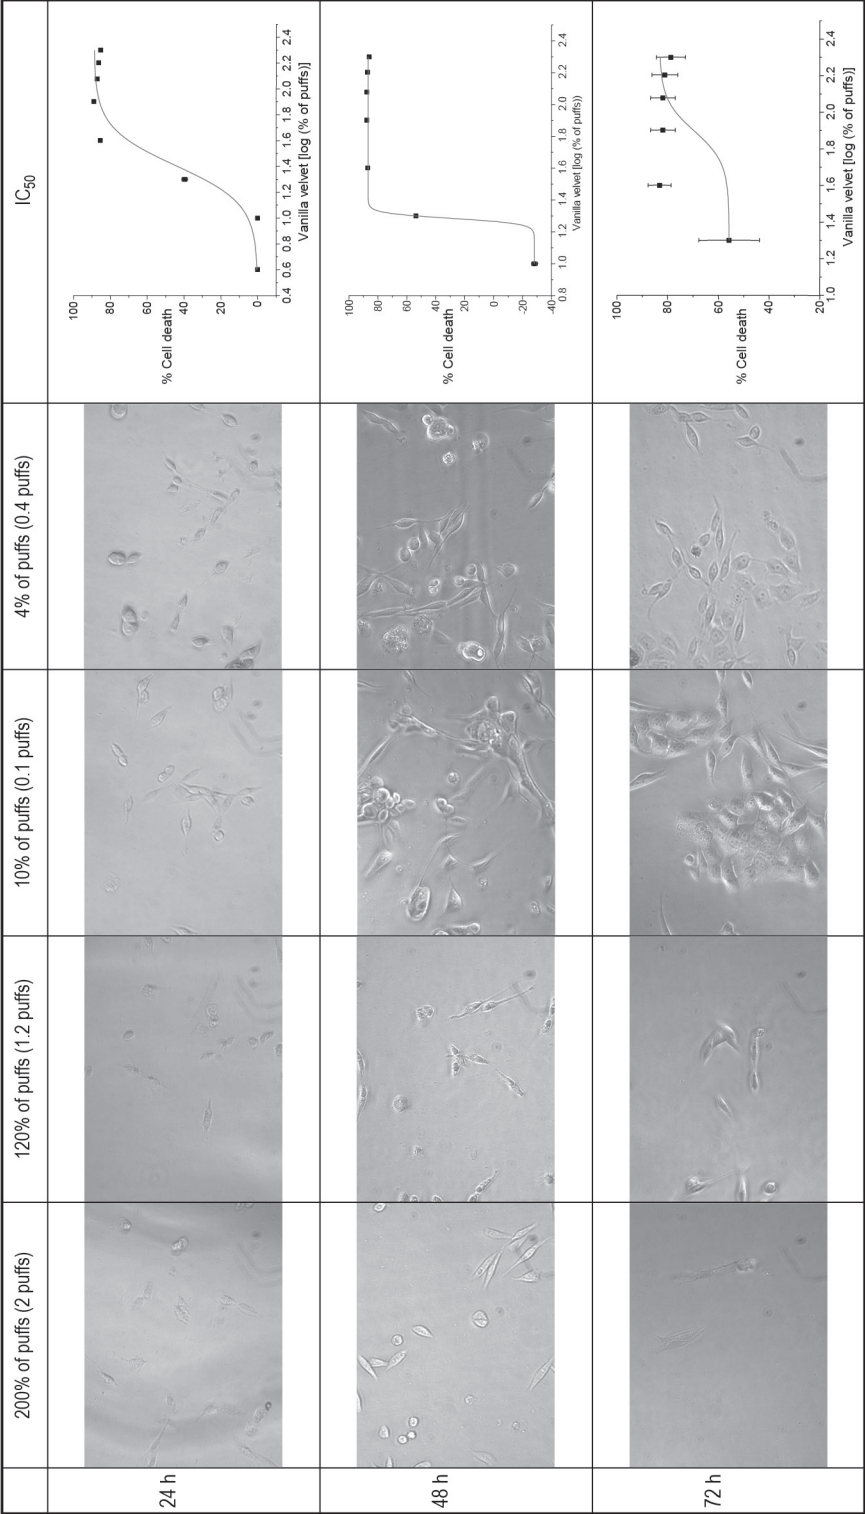 200% of puffs (2 puffs)
120% of puffs (1.2 puffs)
10% of puffs (0.1 puffs)
4% of puffs (0.4 puffs)
IC50
24 h
% Cell death
100
80
60
40
20
0
0.4 0.6 0.8 1.0 1.2 1.4 1.6 1.8 2.0 2.2 2.4
Vanilla velvet [log (% of puffs)]
48 h
% Cell death
100
80
60
40
20
0
-20
-40
0.8 1.0 1.2 1.4 1.6 1.8 2.0 2.2 2.4
Vanilla velvet [log (% of puffs))
72 h
% Cell death
100
80
60
40
20
1.0 1.2 1.4 1.6 1.8 2.0 2.2 2.4
Vanilla velvet [log (% of puffs)]